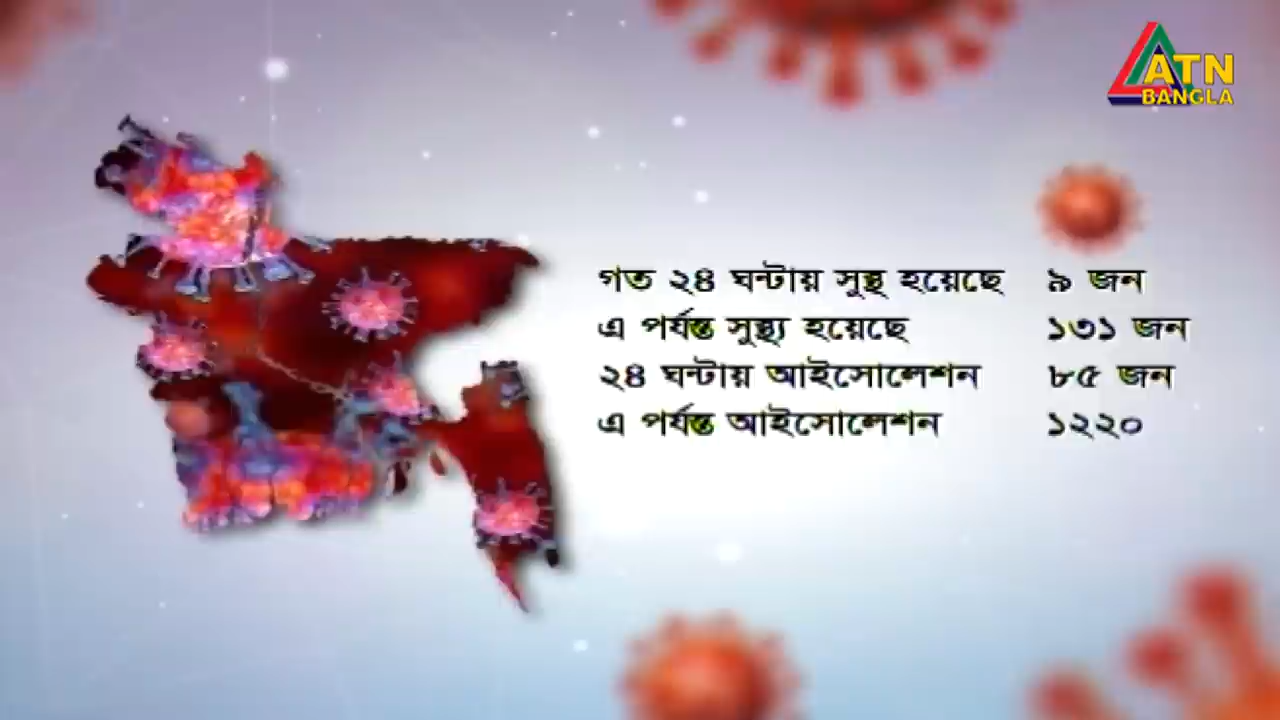 ATN
BANGLA
গত ২৪ ঘন্টায় সুস্থ হয়েছে ৯ জন
এ পর্যন্ত সুস্থ্য হয়েছে ১৩১ জন
২৪ ঘন্টায় আইসোলেশন ৮৫ জন
এ পর্যন্ত আইসোলেশন ১২২০